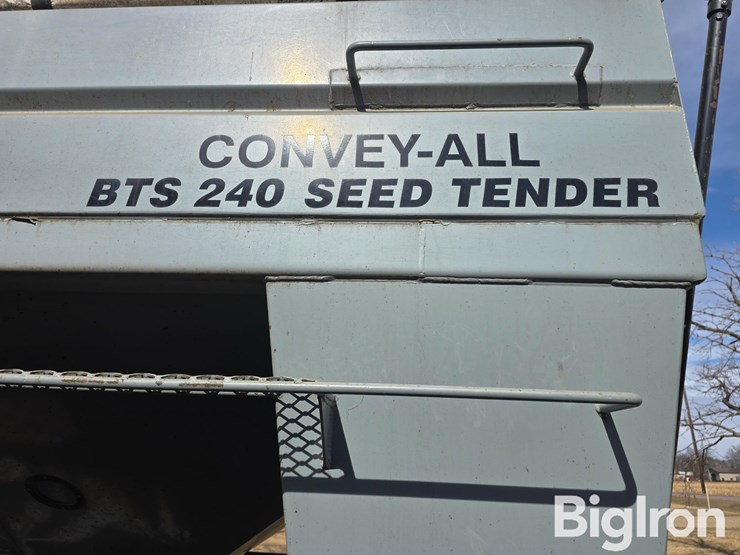 CONVEY-ALL
BTS 240 SEED TENDER
BigIron